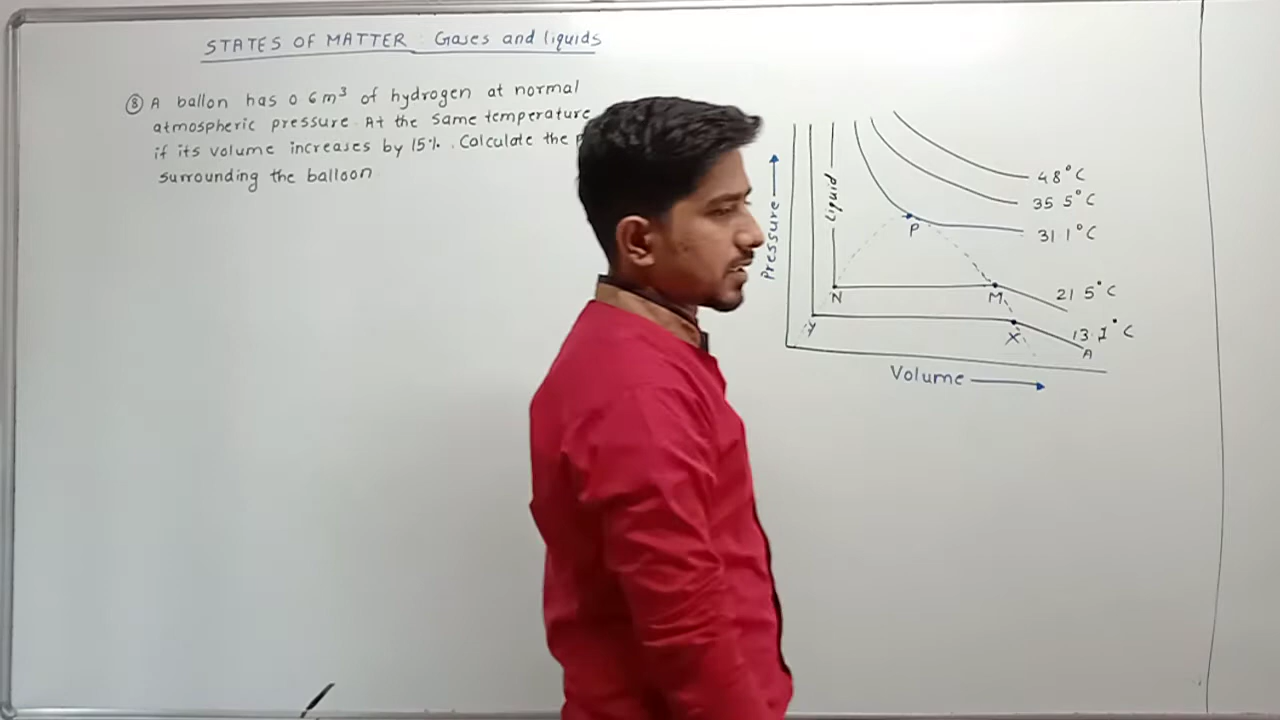 STATES OF MATTER Gases and liquids
⑧ A ballon has 0 6m³ of hydrogen at normal
atmospheric pressure. At the same temperature
if its volume increases by 15%. Calculate the
surrounding the balloon
Pressure
Liquid
48°C
35 5°C
31 1°C
P
21 5°C
N
M
13.1°C
Y
X
A
Volume